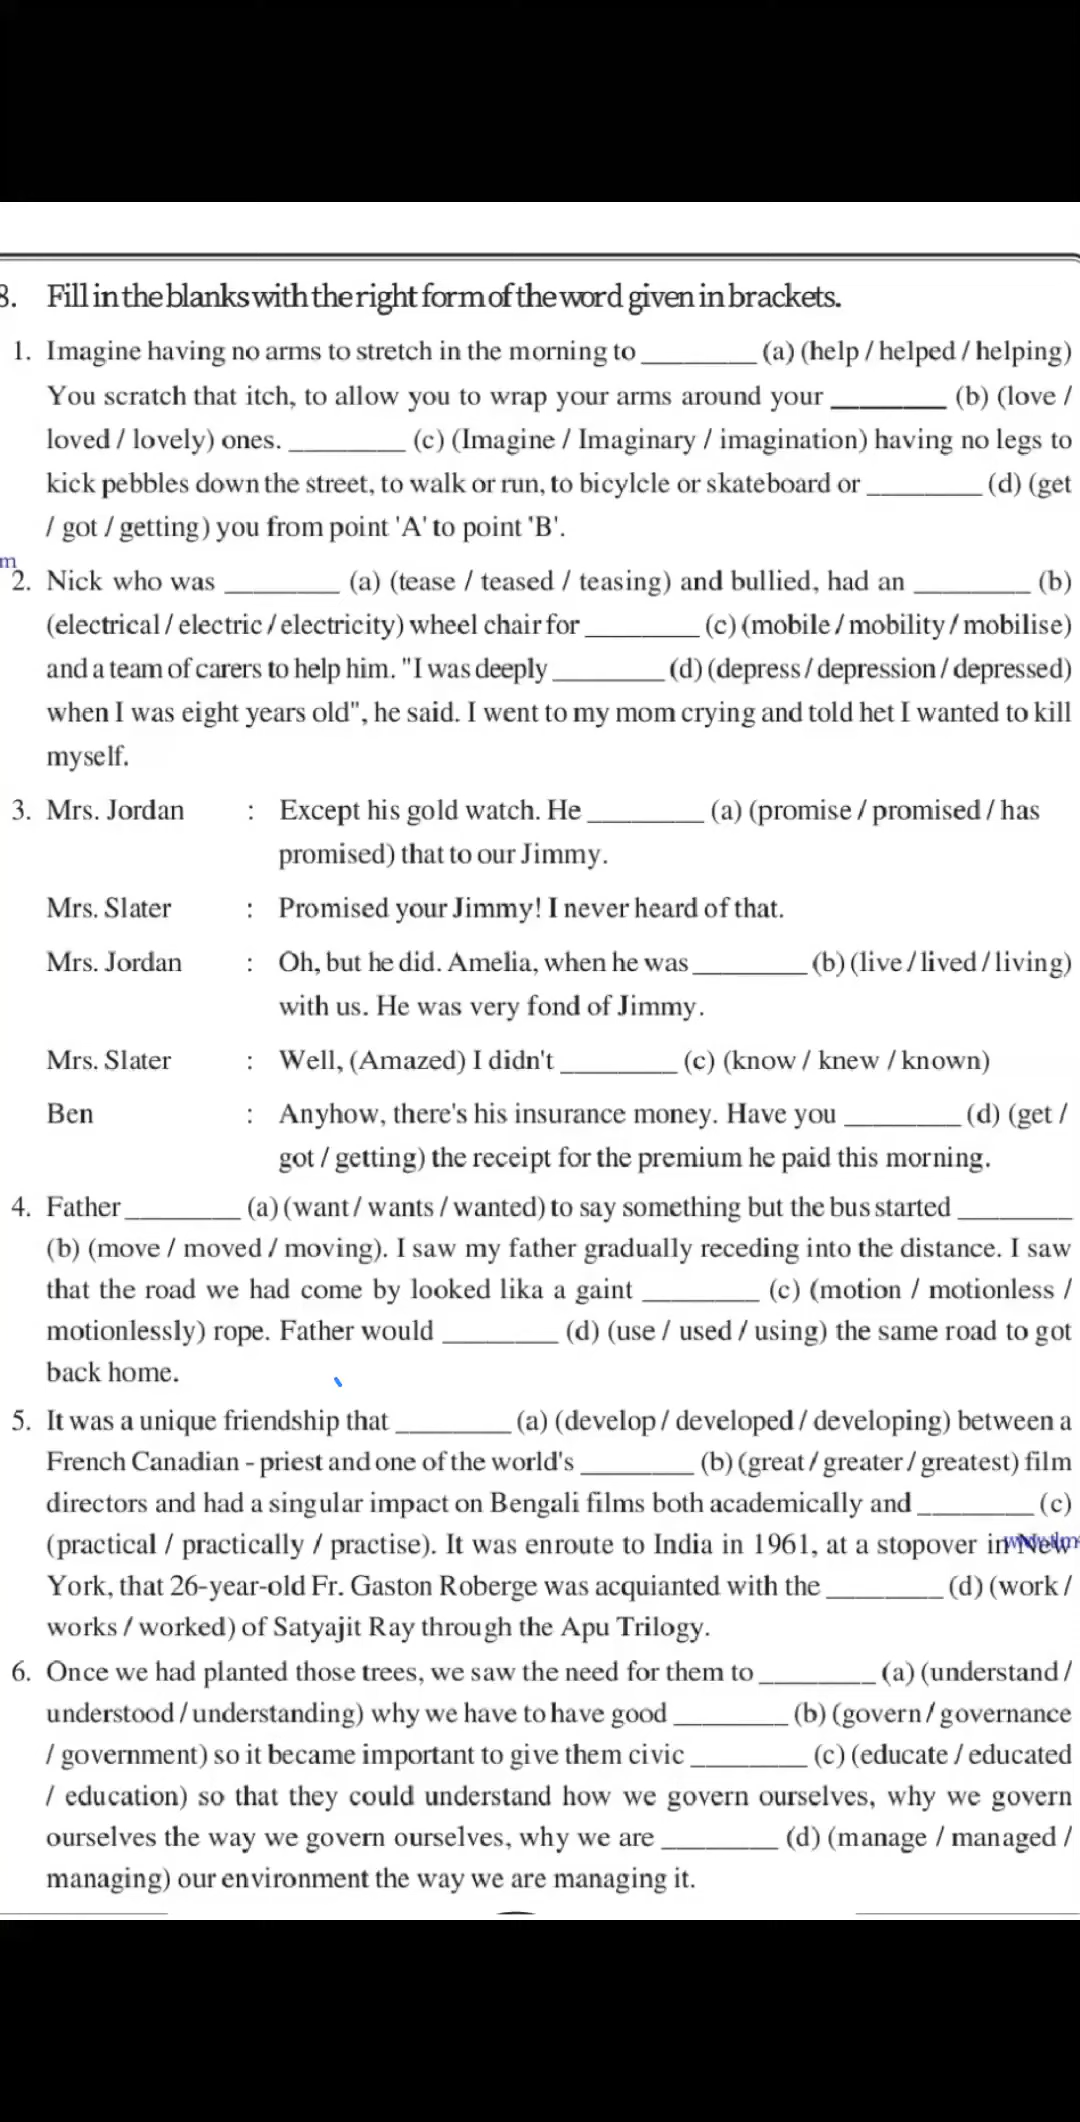 8. Fill in the blanks with the right form of the word given in brackets.
1. Imagine having no arms to stretch in the morning to ________ (a) (help / helped / helping)
You scratch that itch, to allow you to wrap your arms around your ________ (b) (love /
loved / lovely) ones. ________ (c) (Imagine / Imaginary / imagination) having no legs to
kick pebbles down the street, to walk or run, to bicylcle or skateboard or ________ (d) (get
/ got / getting) you from point 'A' to point 'B'.
m
2. Nick who was ________ (a) (tease / teased / teasing) and bullied, had an ________ (b)
(electrical / electric / electricity) wheel chair for ________ (c) (mobile / mobility / mobilise)
and a team of carers to help him. "I was deeply ________ (d) (depress / depression / depressed)
when I was eight years old", he said. I went to my mom crying and told het I wanted to kill
myself.
3. Mrs. Jordan : Except his gold watch. He ________ (a) (promise / promised / has
promised) that to our Jimmy.
Mrs. Slater : Promised your Jimmy! I never heard of that.
Mrs. Jordan : Oh, but he did. Amelia, when he was ________ (b) (live / lived / living)
with us. He was very fond of Jimmy.
Mrs. Slater : Well, (Amazed) I didn't ________ (c) (know / knew / known)
Ben : Anyhow, there's his insurance money. Have you ________ (d) (get /
got / getting) the receipt for the premium he paid this morning.
4. Father ________ (a) (want / wants / wanted) to say something but the bus started ________
(b) (move / moved / moving). I saw my father gradually receding into the distance. I saw
that the road we had come by looked lika a gaint ________ (c) (motion / motionless /
motionlessly) rope. Father would ________ (d) (use / used / using) the same road to got
back home.
5. It was a unique friendship that ________ (a) (develop / developed / developing) between a
French Canadian - priest and one of the world's ________ (b) (great / greater / greatest) film
directors and had a singular impact on Bengali films both academically and ________ (c)
(practical / practically / practise). It was enroute to India in 1961, at a stopover in New
York, that 26-year-old Fr. Gaston Roberge was acquianted with the ________ (d) (work /
works / worked) of Satyajit Ray through the Apu Trilogy.
6. Once we had planted those trees, we saw the need for them to ________ (a) (understand /
understood / understanding) why we have to have good ________ (b) (govern / governance
/ government) so it became important to give them civic ________ (c) (educate / educated
/ education) so that they could understand how we govern ourselves, why we govern
ourselves the way we govern ourselves, why we are ________ (d) (manage / managed /
managing) our environment the way we are managing it.